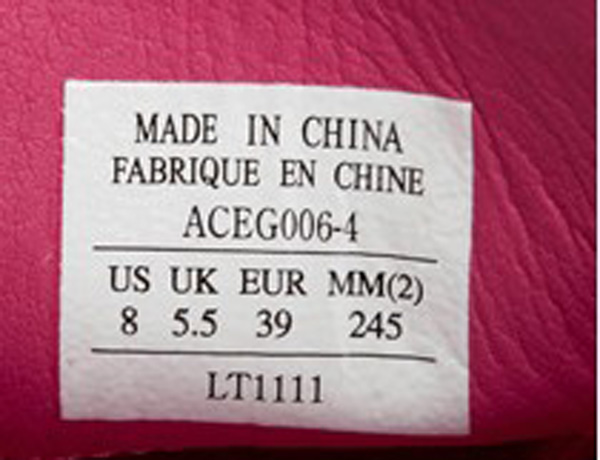 MADE IN CHINA
FABRIQUE EN CHINE
ACEG006-4
US UK EUR MM(2)
8 5.5 39 245
LT1111